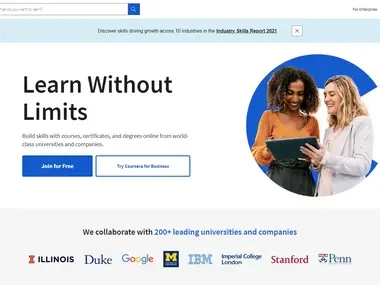 What do you want to learn?
For Enterprise
Discover skills driving growth across 10 industries in the Industry Skills Report 2021
Learn Without
Limits
Build skills with courses, certificates, and degrees online from world-
class universities and companies.
Join for Free
Try Coursera for Business
We collaborate with 200+ leading universities and companies
ILLINOIS Duke Google IBM Imperial College London Stanford Penn